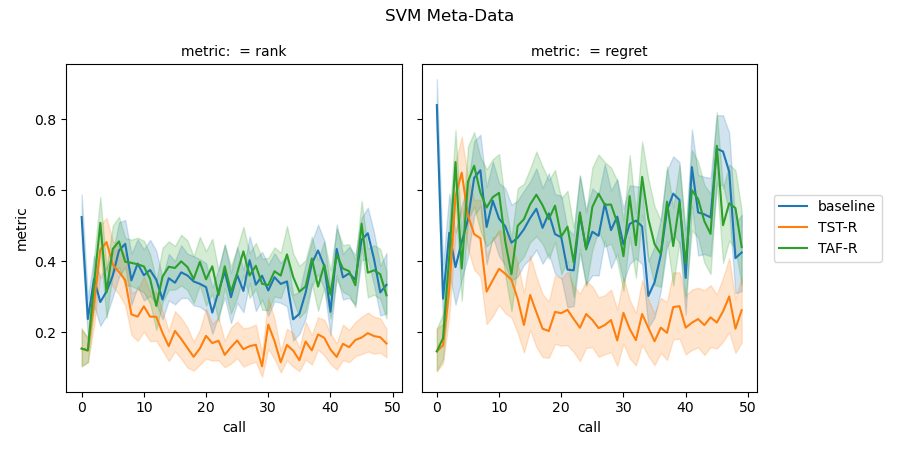 SVM Meta-Data
metric:  = rank
metric:  = regret
metric
0.8
0.6
0.4
0.2
0 10 20 30 40 50
0 10 20 30 40 50
call
call
baseline
TST-R
TAF-R